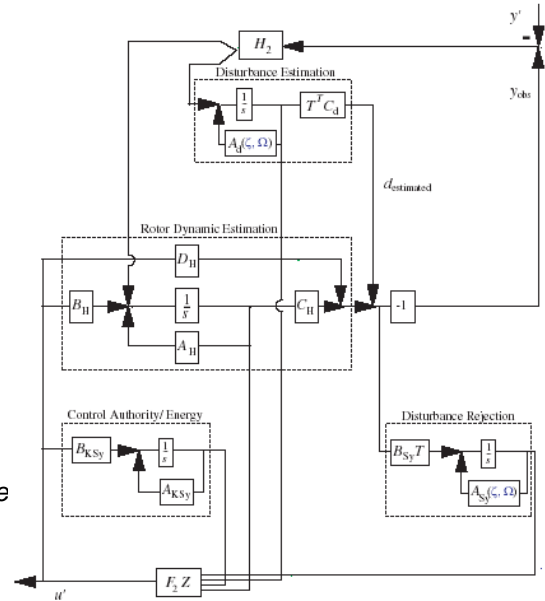 y'
-
H2
Disturbance Estimation
yobs
1/s
T^T Cd
Ad(ζ, Ω)
destimated
Rotor Dynamic Estimation
DH
BH
1/s
CH
-1
AH
Control Authority/ Energy
Disturbance Rejection
BKSy
1/s
BSyT
1/s
AKSy
ASy(ζ, Ω)
e
F2 Z
u'